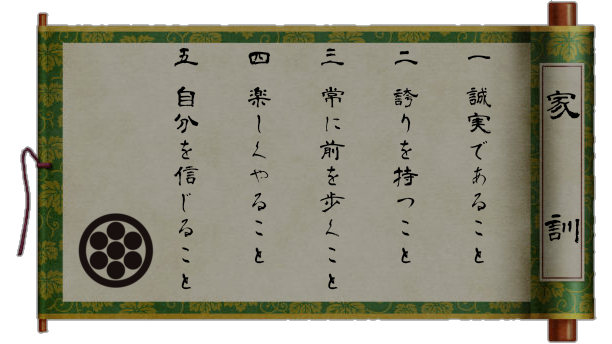 家訓
一 誠実であること
二 誇りを持つこと
三 常に前を歩くこと
四 楽しくやること
五 自分を信じること